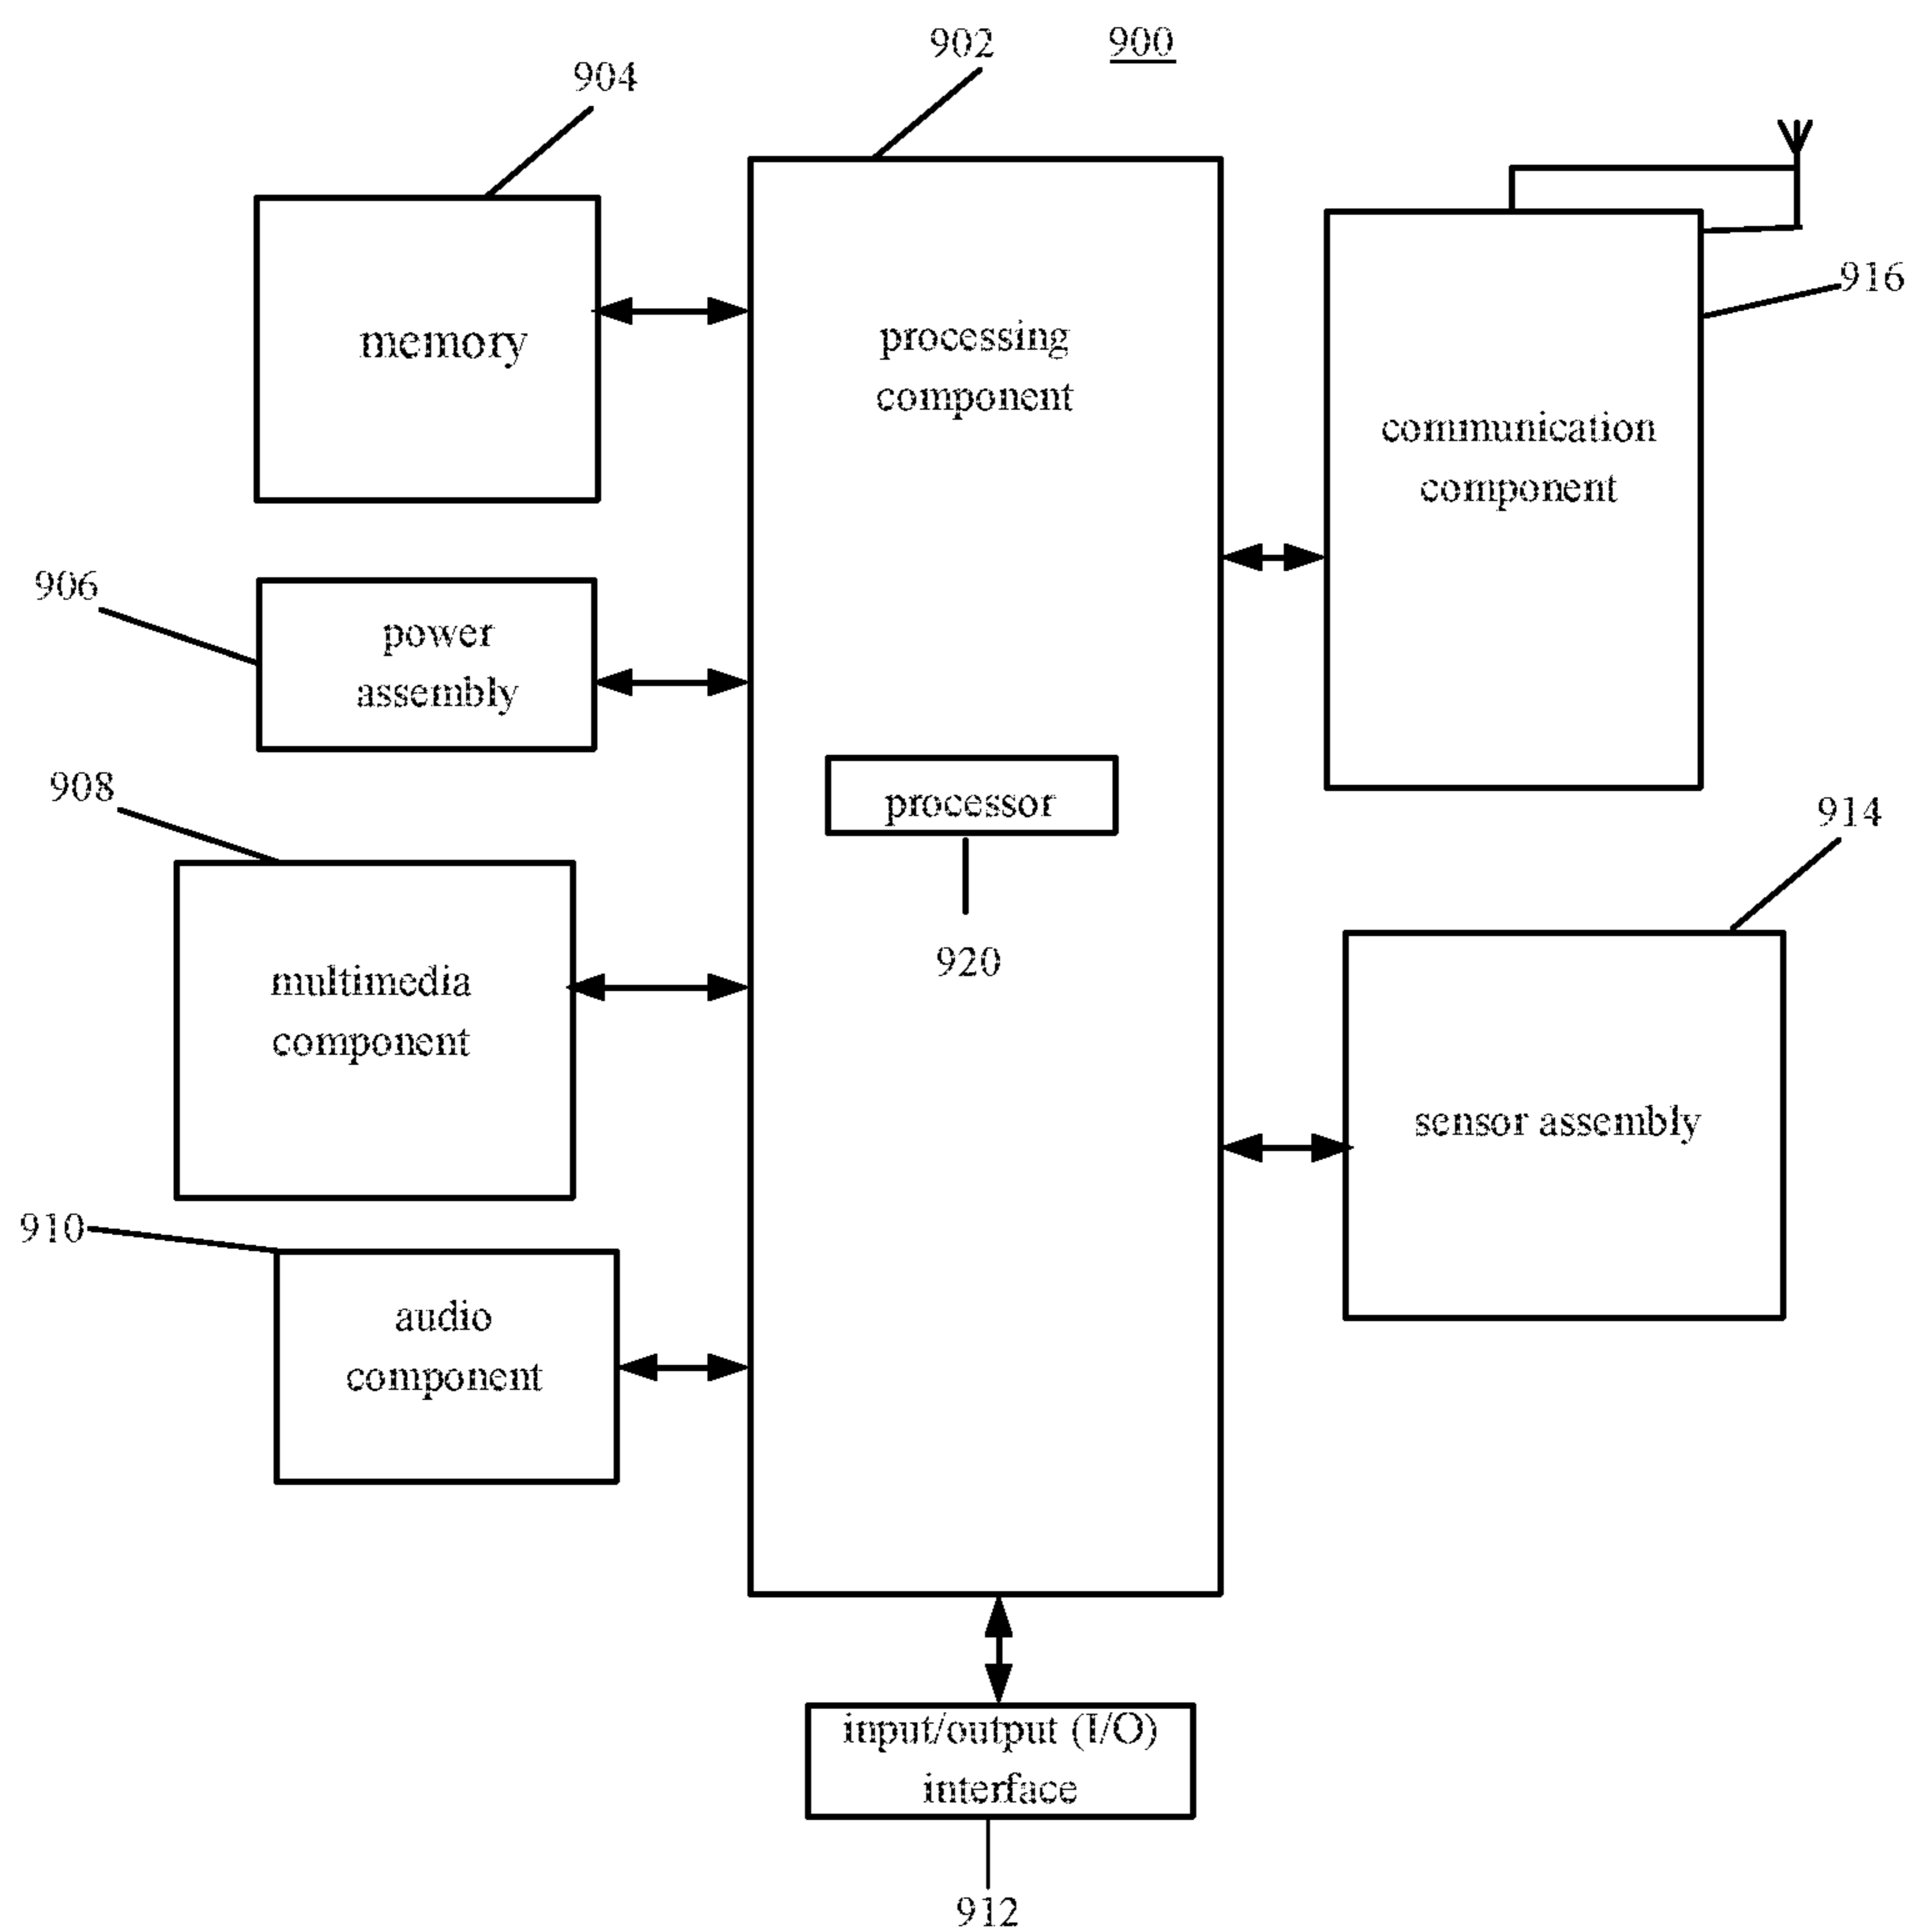 902
900
904
916
memory
processing
component
communication
component
906
power
assembly
908
processor
914
920
multimedia
component
sensor assembly
910
audio
component
input/output (I/O)
interface
912